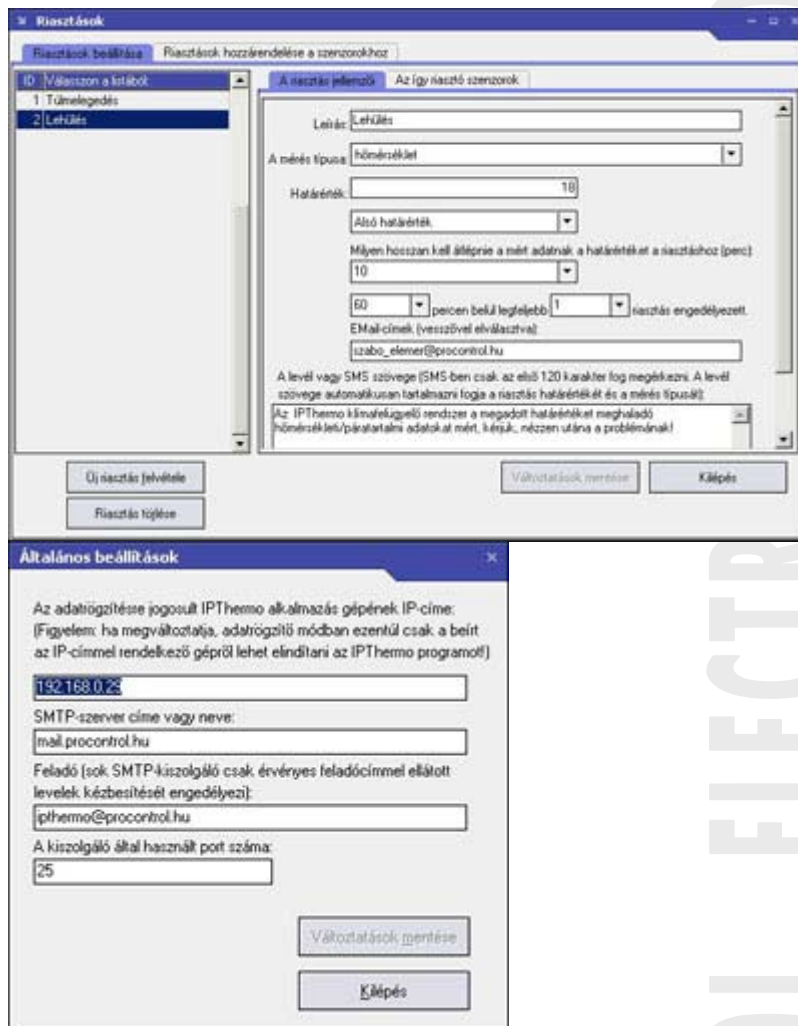 Riasztások
Riasztások beállítása Riasztások hozzárendelése a szenzorokhoz
ID Válasszon a listából
1 Túlmelegedés
2 Lehűlés
A riasztás jellemzői Az így riasztó szenzorok
Leírás: Lehűlés
A mérés típusa: hőmérséklet
Határérték: 18
Alsó határérték
Milyen hosszan kell átlépnie a mért adatnak a határértéket a riasztáshoz (perc):
10
60 percen belül legfeljebb 1 riasztás engedélyezett.
EMail-címek (vesszővel elválasztva):
szabo_elemer@procontrol.hu
A levél vagy SMS szövege (SMS-ben csak az első 120 karakter fog megérkezni. A levél
szövege automatikusan tartalmazni fogja a riasztás határértékét és a mérés típusát):
Az IPThermo klímafelügyelő rendszer a megadott határértéket meghaladó
hőmérsékleti/páratartalmi adatokat mért, kérjük, nézzen utána a problémának!
Új riasztás felvétele
Riasztás törlése
Változtatások mentése Kilépés
Általános beállítások
Az adatrögzítésre jogosult IPThermo alkalmazás gépének IP-címe:
(Figyelem: ha megváltoztatja, adatrögzítő módban ezentúl csak a beírt
az IP-címmel rendelkező gépről lehet elindítani az IPThermo programot!)
192.168.0.29
SMTP-szerver címe vagy neve:
mail.procontrol.hu
Feladó (sok SMTP-kiszolgáló csak érvényes feladócímmel ellátott
levelek kézbesítését engedélyezi):
ipthermo@procontrol.hu
A kiszolgáló által használt port száma:
25
Változtatások mentése
Kilépés